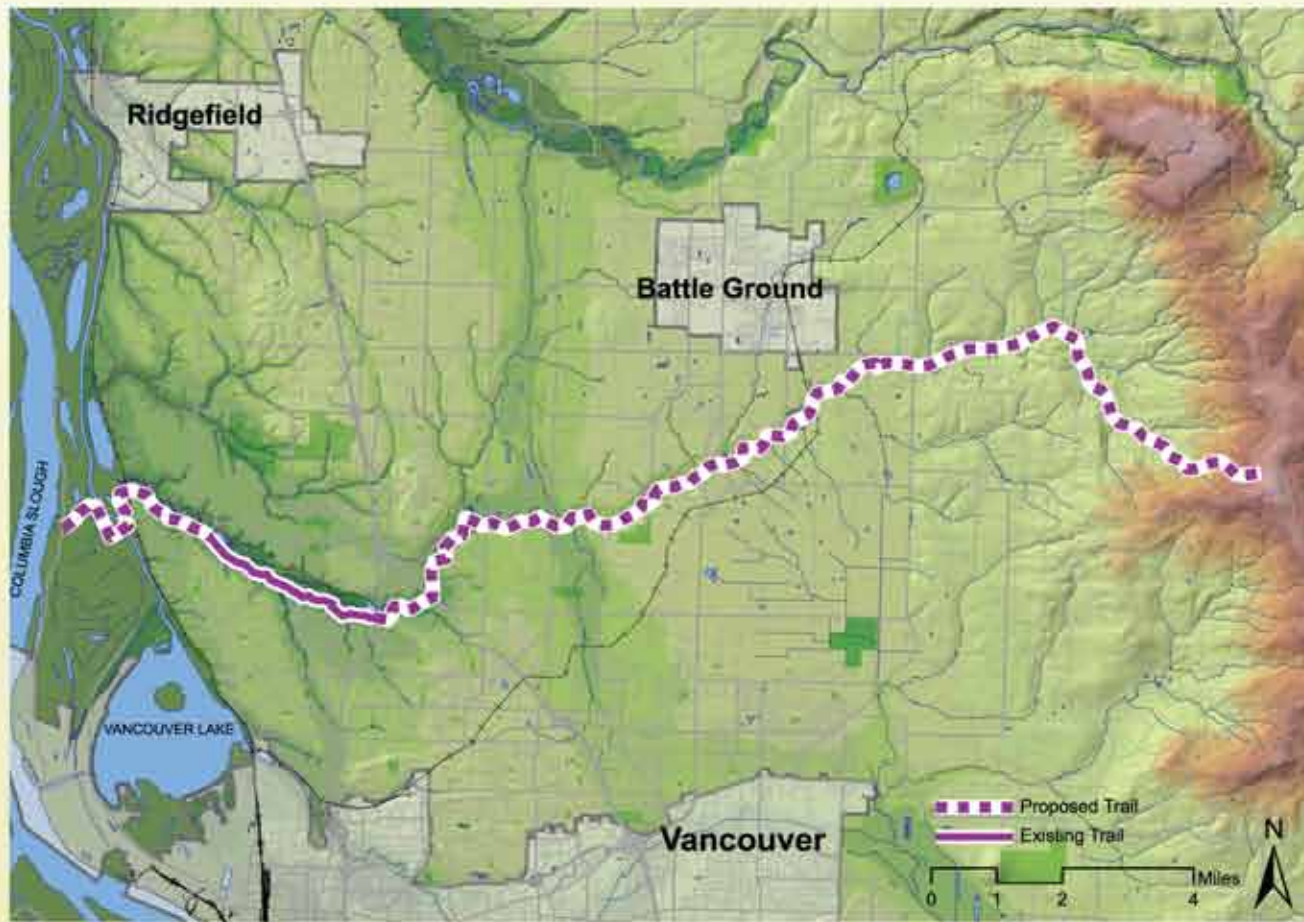 Ridgefield
Battle Ground
COLUMBIA SLOUGH
VANCOUVER LAKE
Vancouver
Proposed Trail
Existing Trail
N
Miles
0 1 2 4